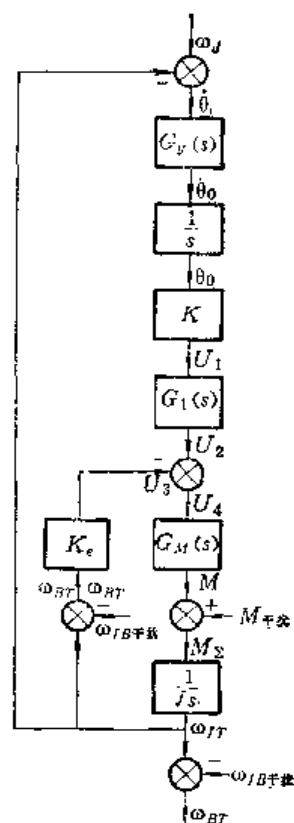 ω_J
−
θ̇_i
G_y(s)
θ̇_0
1/s
θ_0
K
U_1
G_1(s)
U_2
−
U_3
U_4
K_e
G_M(s)
ω_BT ω_BT
M
−
+
ω_IB干扰
M干扰
M_Σ
1/Js
ω_IT
−
ω_IB干扰
ω_BT